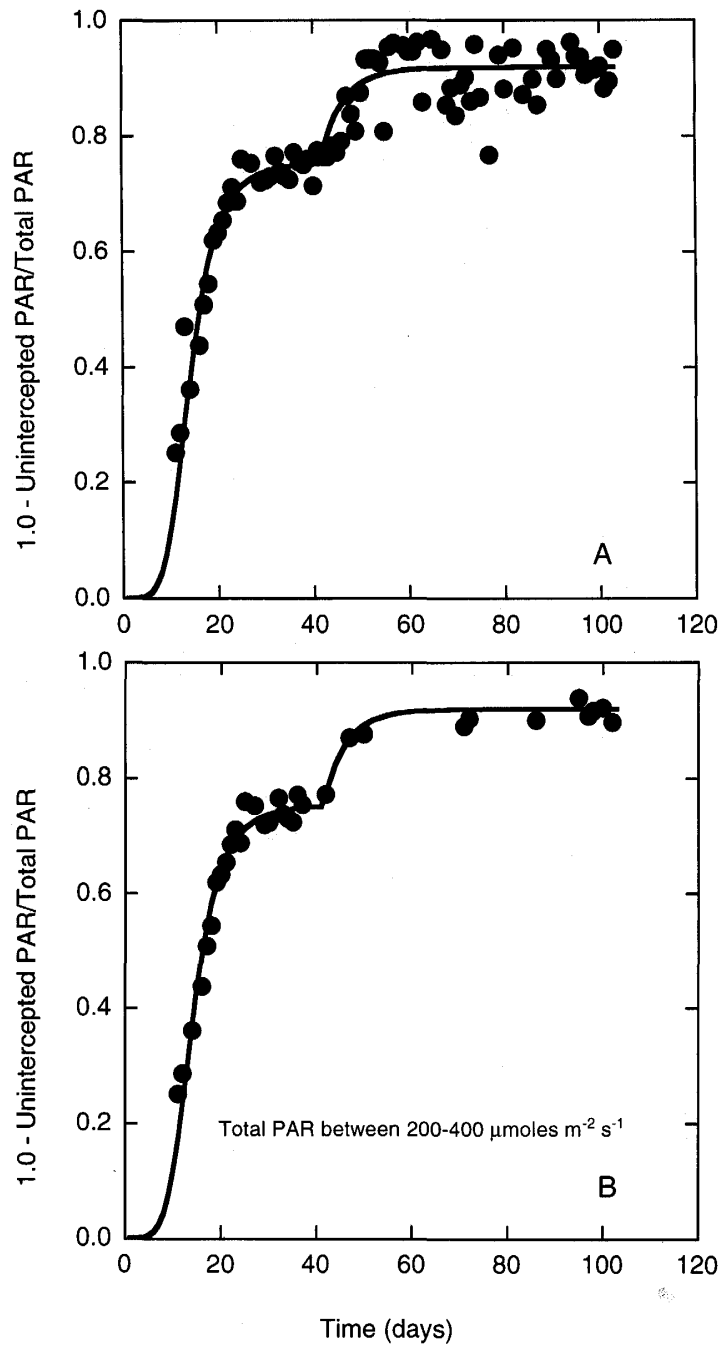 1.0
0.8
0.6
0.4
0.2
0.0
1.0 - Unintercepted PAR/Total PAR
A
0 20 40 60 80 100 120
1.0
0.8
0.6
0.4
0.2
0.0
1.0 - Unintercepted PAR/Total PAR
Total PAR between 200-400 μmoles m⁻² s⁻¹
B
0 20 40 60 80 100 120
Time (days)